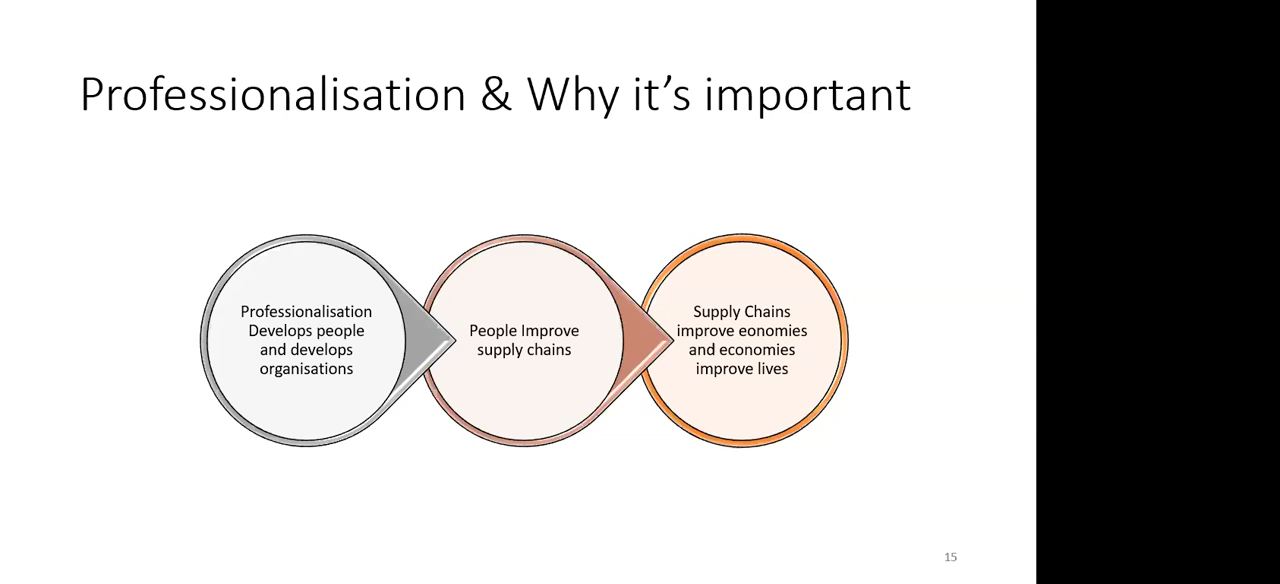 Professionalisation & Why it's important
Professionalisation
Develops people
and develops
organisations
People Improve
supply chains
Supply Chains
improve eonomies
and economies
improve lives
15